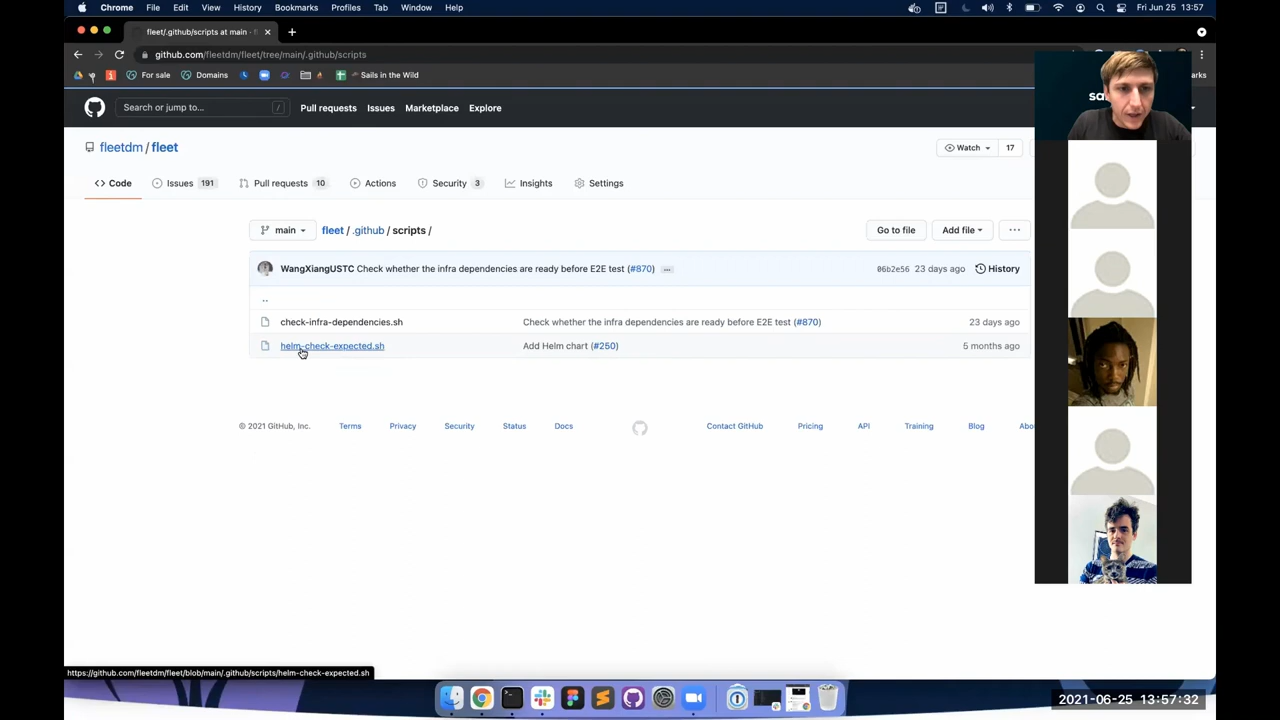 Chrome File Edit View History Bookmarks Profiles Tab Window Help Fri Jun 25 13:57
fleet/.github/scripts at main ·
github.com/fleetdm/fleet/tree/main/.github/scripts
For sale Domains Sails in the Wild
Search or jump to... / Pull requests Issues Marketplace Explore
fleetdm / fleet Watch 17
Code Issues 191 Pull requests 10 Actions Security 3 Insights Settings
main fleet / .github / scripts / Go to file Add file ...
WangXiangUSTC Check whether the infra dependencies are ready before E2E test (#870) ... 06b2e56 23 days ago History
..
check-infra-dependencies.sh Check whether the infra dependencies are ready before E2E test (#870) 23 days ago
helm-check-expected.sh Add Helm chart (#250) 5 months ago
© 2021 GitHub, Inc. Terms Privacy Security Status Docs Contact GitHub Pricing API Training Blog
https://github.com/fleetdm/fleet/blob/main/.github/scripts/helm-check-expected.sh
2021-06-25 13:57:32